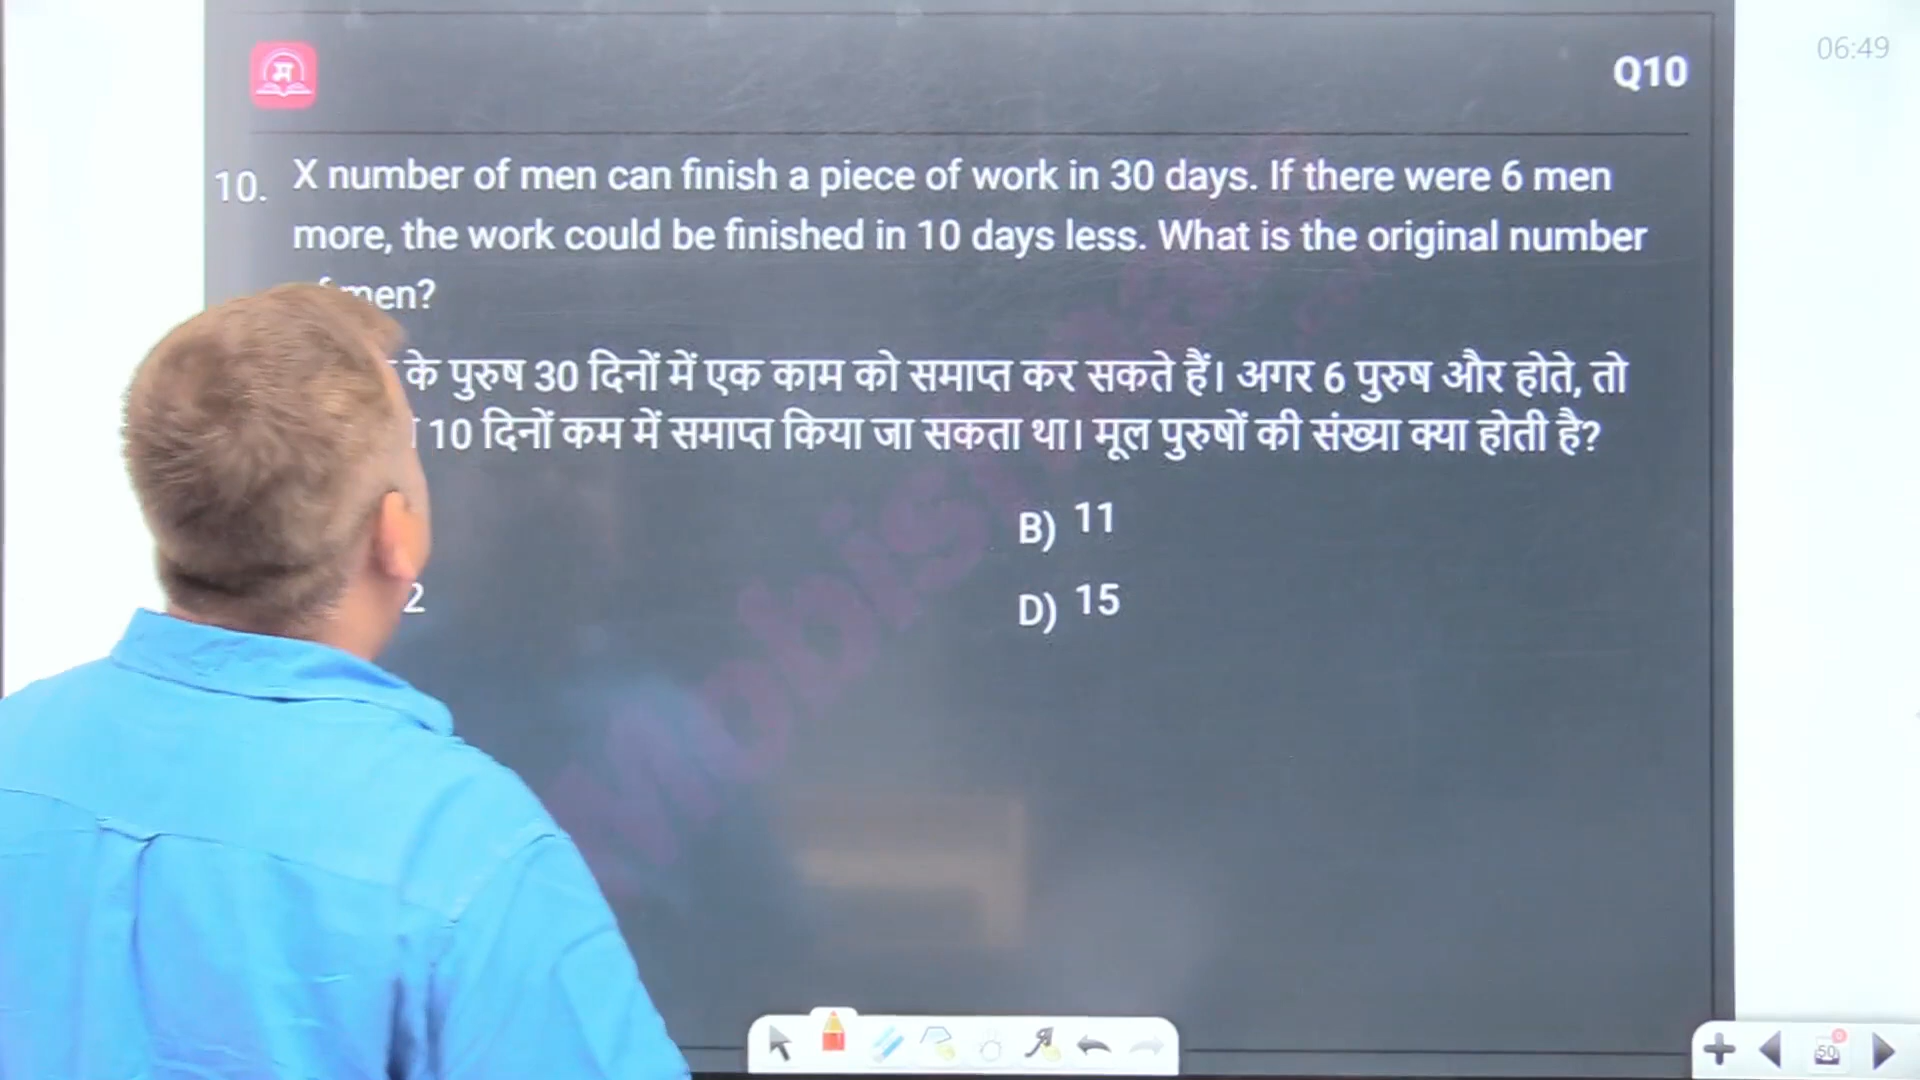 म
Q10
06:49
10. X number of men can finish a piece of work in 30 days. If there were 6 men
more, the work could be finished in 10 days less. What is the original number
men?
के पुरुष 30 दिनों में एक काम को समाप्त कर सकते हैं। अगर 6 पुरुष और होते, तो
10 दिनों कम में समाप्त किया जा सकता था। मूल पुरुषों की संख्या क्या होती है?
B) 11
2
D) 15
50